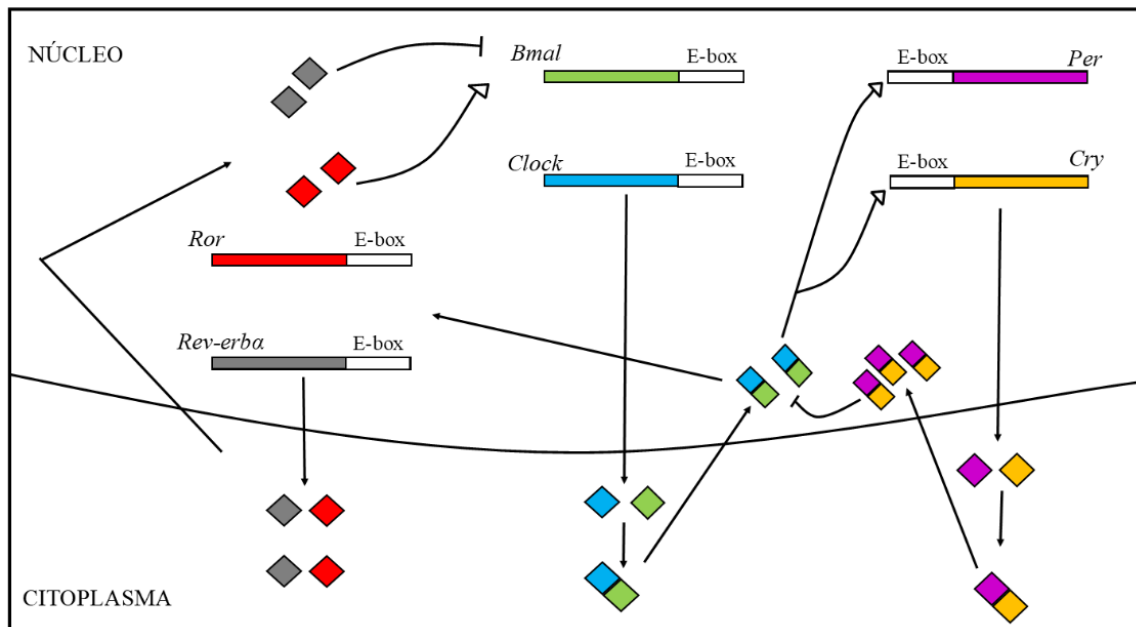 NÚCLEO
Bmal
E-box
E-box
Per
Clock
E-box
E-box
Cry
Ror
E-box
Rev-erbα
E-box
CITOPLASMA